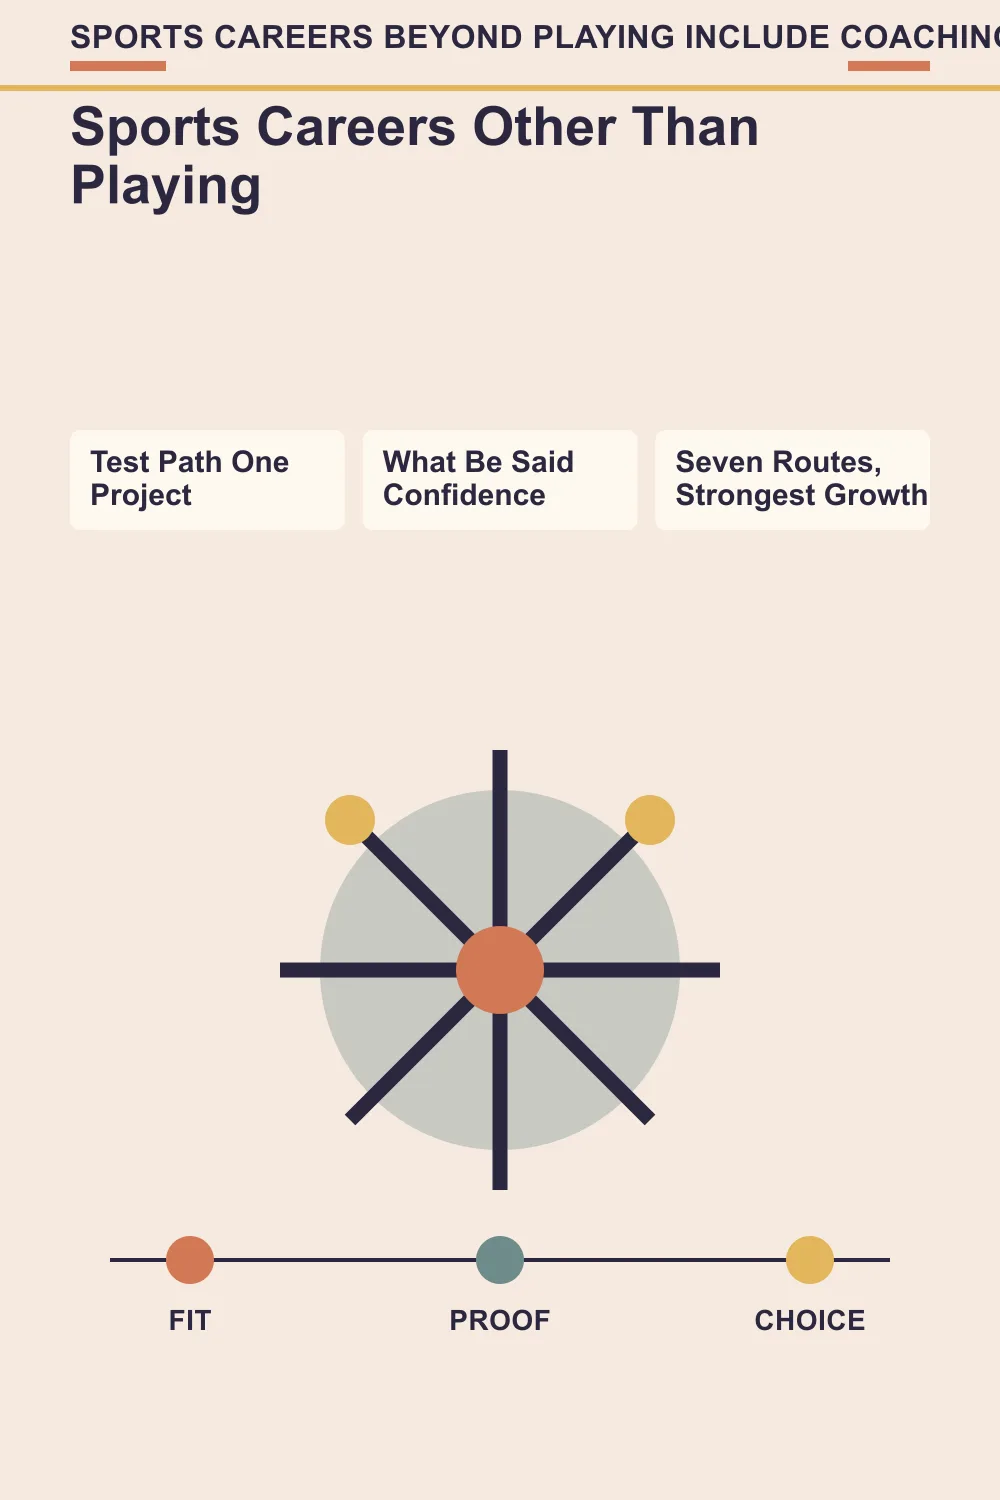 SPORTS CAREERS BEYOND PLAYING INCLUDE COACHING
Sports Careers Other Than
Playing
Test Path One
Project
What Be Said
Confidence
Seven Routes,
Strongest Growth
FIT
PROOF
CHOICE